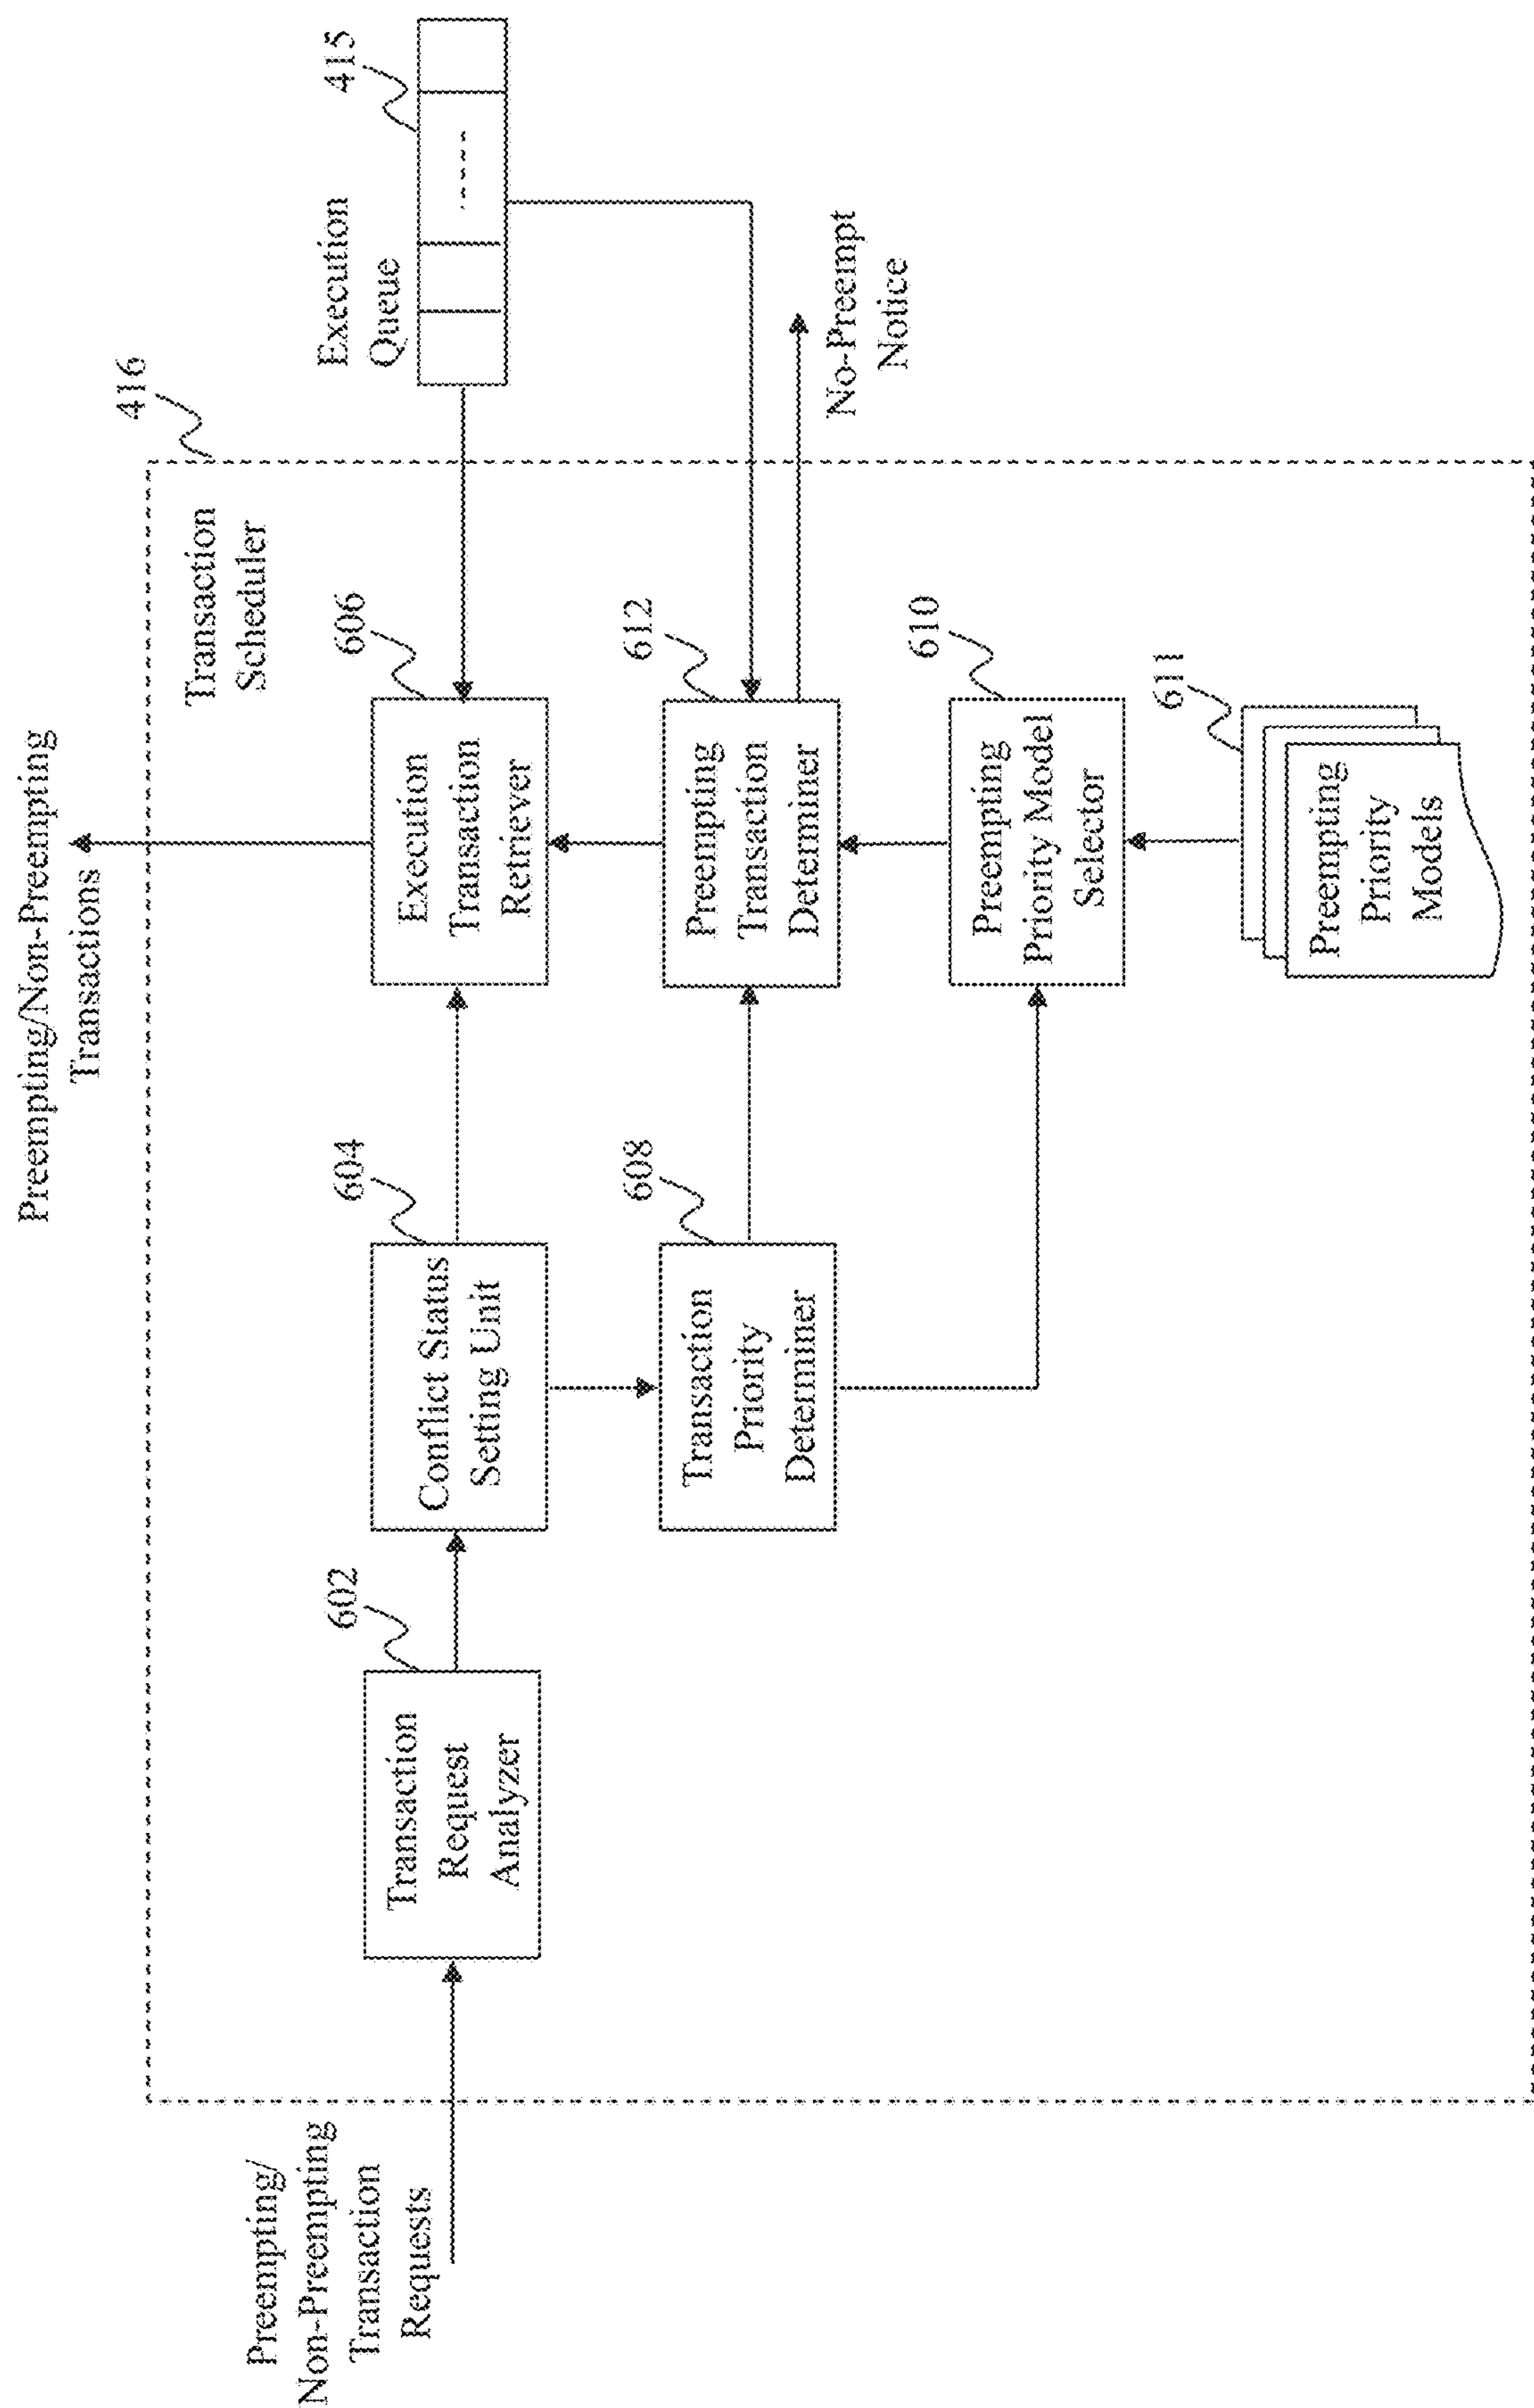 Preempting/Non-Preempting
Transactions
416
Transaction
Scheduler
415
Execution
Queue
Preempting/
Non-Preempting
Transaction
Requests
602
Transaction
Request
Analyzer
604
Conflict Status
Setting Unit
606
Execution
Transaction
Retriever
608
Transaction
Priority
Determiner
612
Preempting
Transaction
Determiner
No-Preempt
Notice
610
Preempting
Priority Model
Selector
611
Preempting
Priority
Models